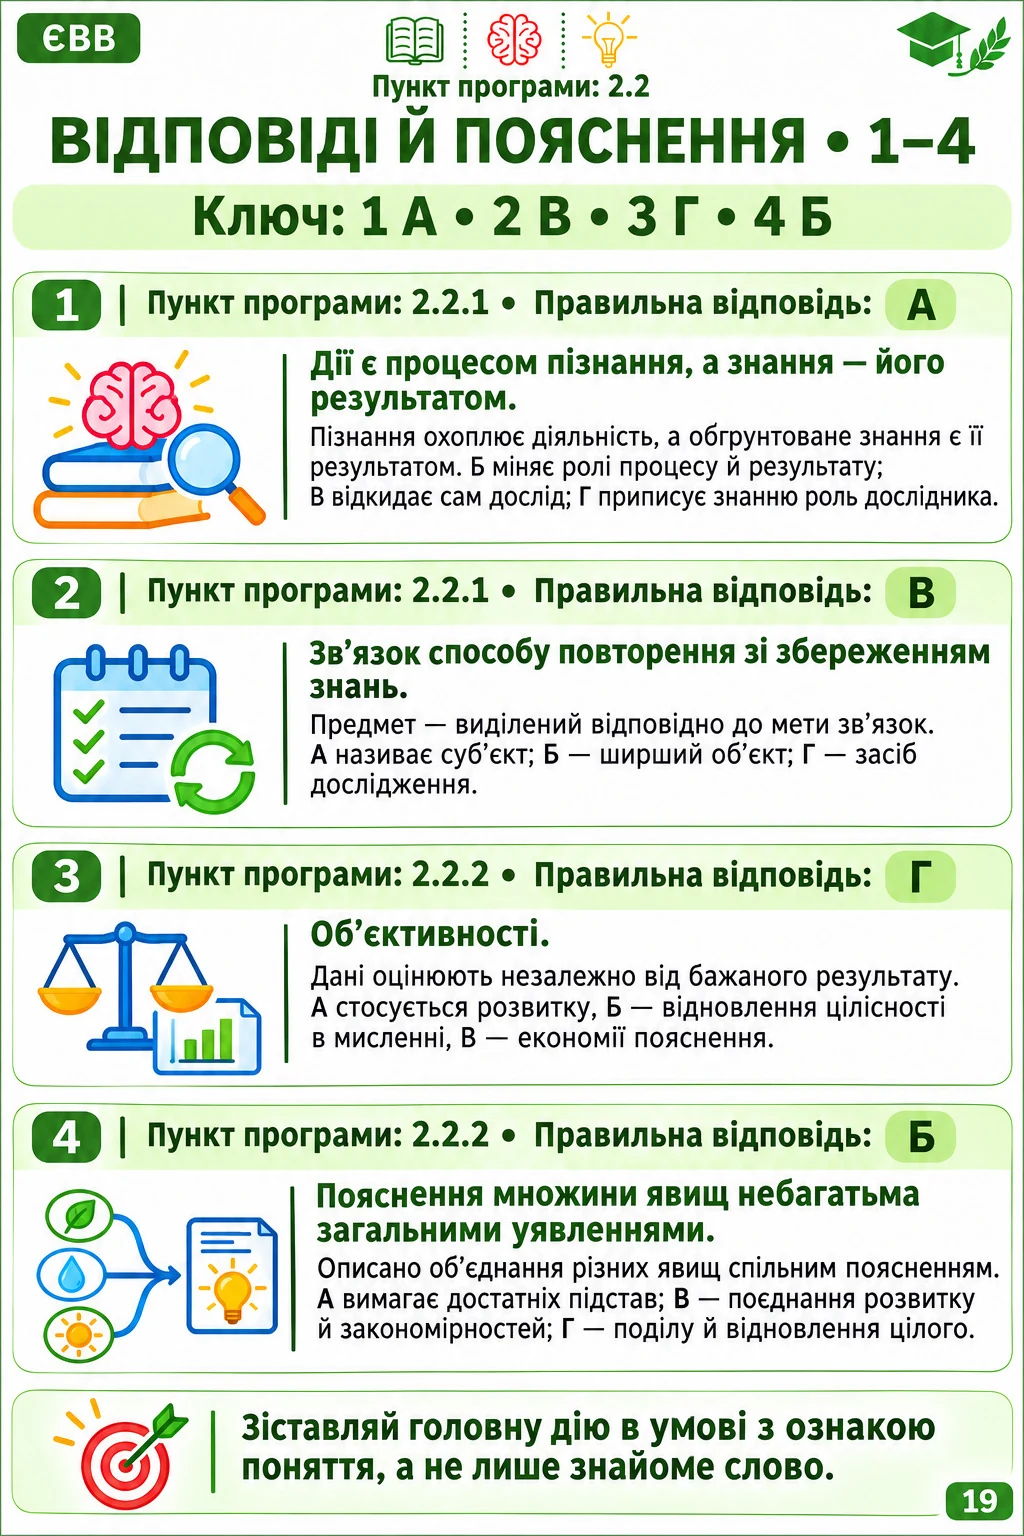 ЄВВ
Пункт програми: 2.2
ВІДПОВІДІ Й ПОЯСНЕННЯ • 1–4
Ключ: 1 А • 2 В • 3 Г • 4 Б
1 | Пункт програми: 2.2.1 • Правильна відповідь: А
Дії є процесом пізнання, а знання — його
результатом.
Пізнання охоплює діяльність, а обґрунтоване знання є її
результатом. Б міняє ролі процесу й результату;
В відкидає сам дослід; Г приписує знанню роль дослідника.
2 | Пункт програми: 2.2.1 • Правильна відповідь: В
Зв’язок способу повторення зі збереженням
знань.
Предмет — виділений відповідно до мети зв’язок.
А називає суб’єкт; Б — ширший об’єкт; Г — засіб
дослідження.
3 | Пункт програми: 2.2.2 • Правильна відповідь: Г
Об’єктивності.
Дані оцінюють незалежно від бажаного результату.
А стосується розвитку, Б — відновлення цілісності
в мисленні, В — економії пояснення.
4 | Пункт програми: 2.2.2 • Правильна відповідь: Б
Пояснення множини явищ небагатьма
загальними уявленнями.
Описано об’єднання різних явищ спільним поясненням.
А вимагає достатніх підстав; В — поєднання розвитку
й закономірностей; Г — поділу й відновлення цілого.
Зіставляй головну дію в умові з ознакою
поняття, а не лише знайоме слово.
19